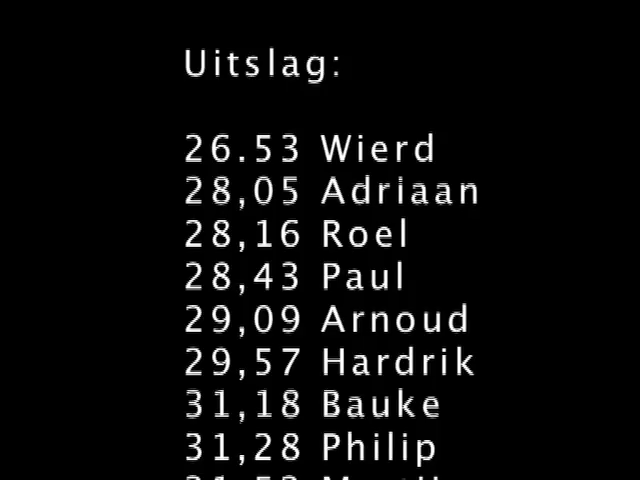 Uitslag:
26.53 Wierd
28,05 Adriaan
28,16 Roel
28,43 Paul
29,09 Arnoud
29,57 Hardrik
31,18 Bauke
31,28 Philip